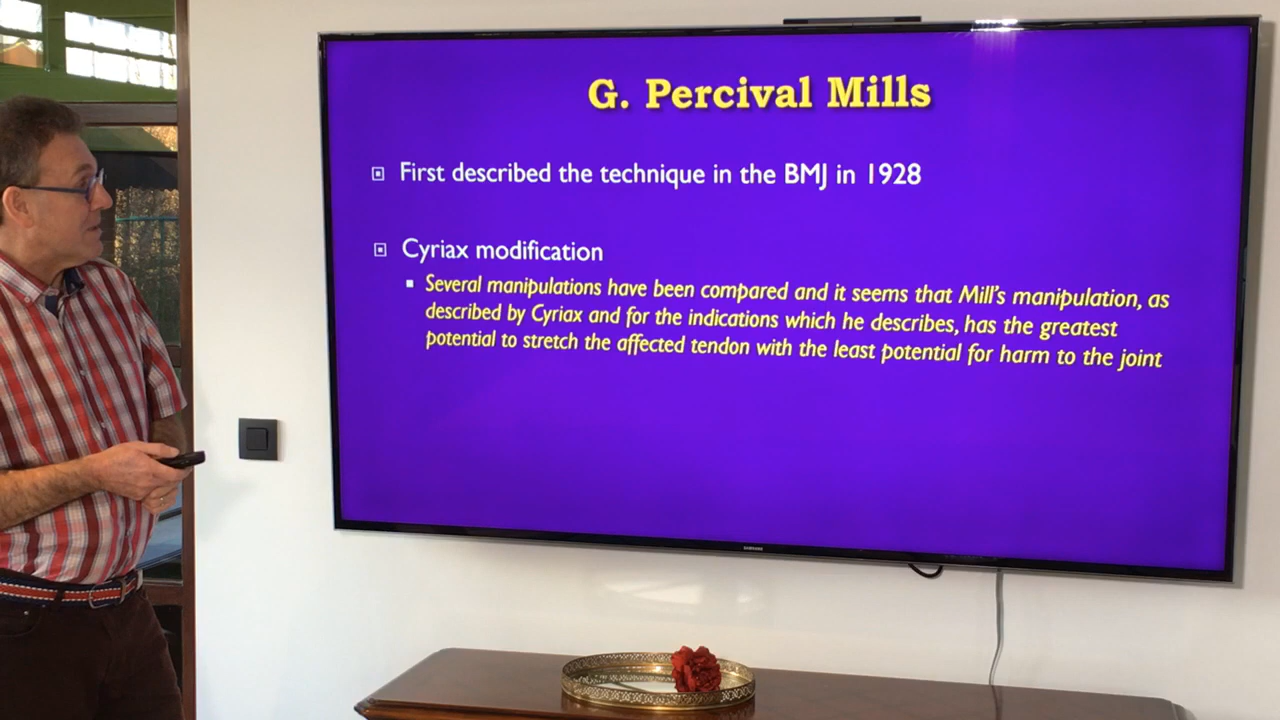 G. Percival Mills
First described the technique in the BMJ in 1928
Cyriax modification
Several manipulations have been compared and it seems that Mill's manipulation, as
described by Cyriax and for the indications which he describes, has the greatest
potential to stretch the affected tendon with the least potential for harm to the joint
SAMSUNG